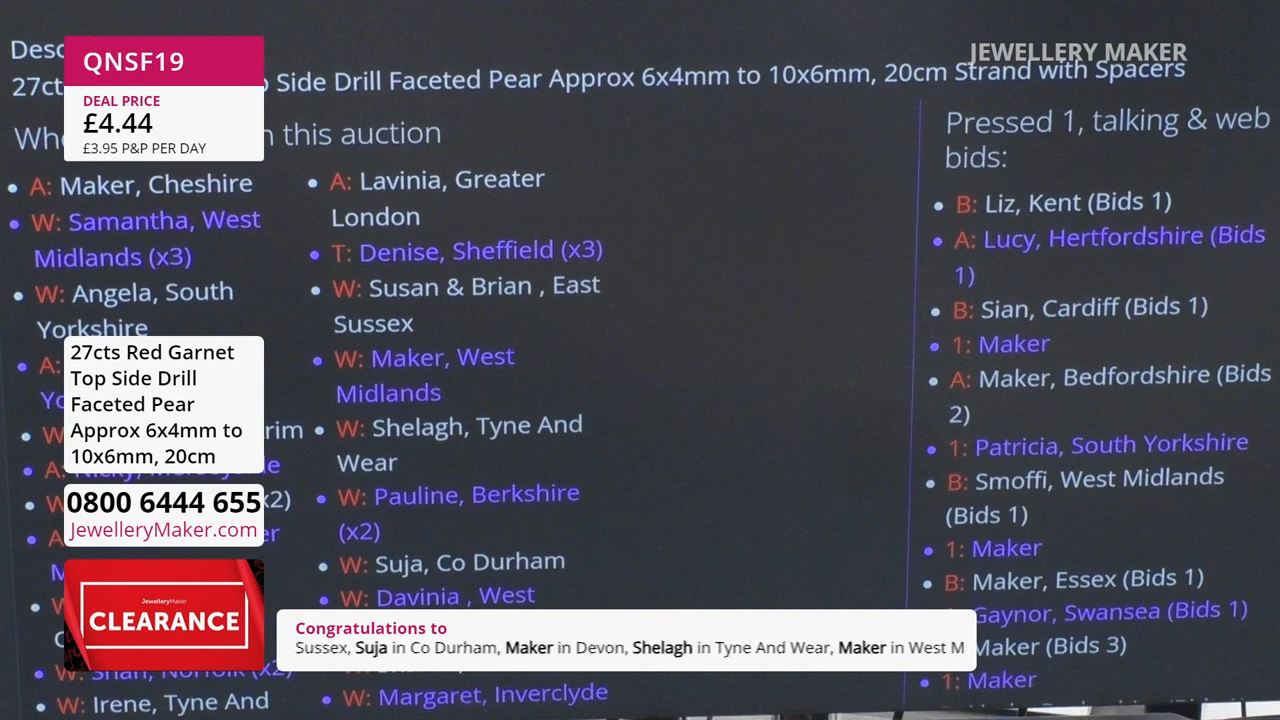 JEWELLERY MAKER
QNSF19
DEAL PRICE
£4.44
£3.95 P&P PER DAY
Side Drill Faceted Pear Approx 6x4mm to 10x6mm, 20cm Strand with Spacers
27ct
n this auction
A: Maker, Cheshire
W: Samantha, West
Midlands (x3)
W: Angela, South
Yorkshire
A:
(x2)
W: Irene, Tyne And
A: Lavinia, Greater
London
T: Denise, Sheffield (x3)
W: Susan & Brian , East
Sussex
W: Maker, West
Midlands
W: Shelagh, Tyne And
Wear
W: Pauline, Berkshire
(x2)
W: Suja, Co Durham
W: Davinia , West
W: Margaret, Inverclyde
Pressed 1, talking & web
bids:
B: Liz, Kent (Bids 1)
A: Lucy, Hertfordshire (Bids
1)
B: Sian, Cardiff (Bids 1)
1: Maker
A: Maker, Bedfordshire (Bids
2)
1: Patricia, South Yorkshire
B: Smoffi, West Midlands
(Bids 1)
1: Maker
B: Maker, Essex (Bids 1)
Gaynor, Swansea (Bids 1)
Maker (Bids 3)
1: Maker
27cts Red Garnet
Top Side Drill
Faceted Pear
Approx 6x4mm to
10x6mm, 20cm
0800 6444 655
JewelleryMaker.com
JewelleryMaker
CLEARANCE
Congratulations to
Sussex, Suja in Co Durham, Maker in Devon, Shelagh in Tyne And Wear, Maker in West M